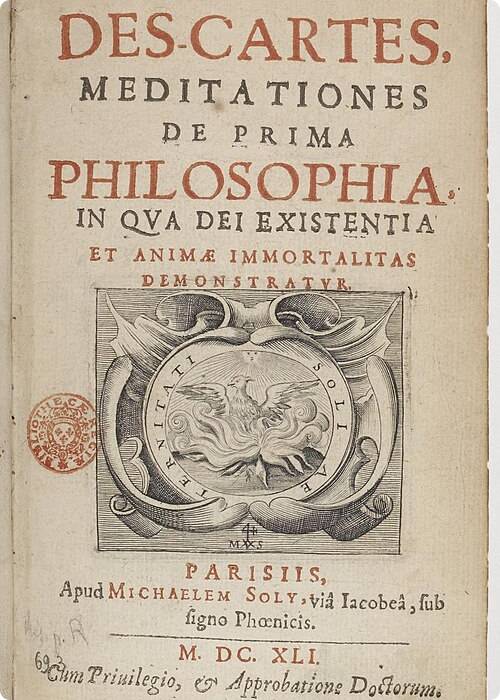 DES-CARTES,
MEDITATIONES
DE PRIMA
PHILOSOPHIA,
IN QVA DEI EXISTENTIA
ET ANIMÆ IMMORTALITAS
DEMONSTRATVR.
SOLI ÆTERNITATI
PARISIIS,
Apud MICHAELEM SOLY, viâ Iacobeâ, sub
signo Phœnicis.
M. DC. XLI.
Cum Priuilegio, & Approbatione Doctorum.